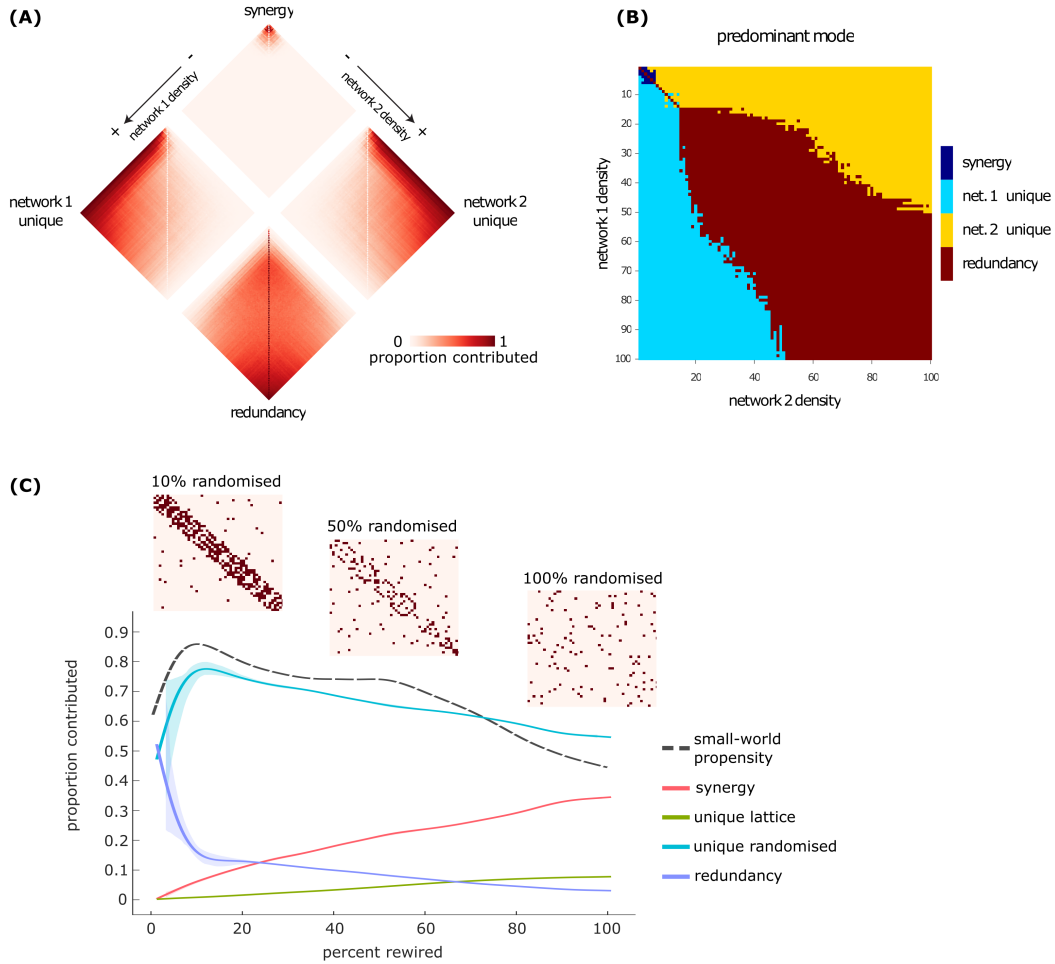 (A)
synergy
-
-
network 1 density
network 2 density
+
+
network 1
unique
network 2
unique
0
1
proportion contributed
redundancy
(B)
predominant mode
10
20
30
40
50
60
70
80
90
100
network 1 density
20
40
60
80
100
network 2 density
synergy
net. 1 unique
net. 2 unique
redundancy
(C)
10% randomised
50% randomised
100% randomised
0.9
0.8
0.7
0.6
0.5
0.4
0.3
0.2
0.1
0
proportion contributed
0
20
40
60
80
100
percent rewired
small-world
propensity
synergy
unique lattice
unique randomised
redundancy